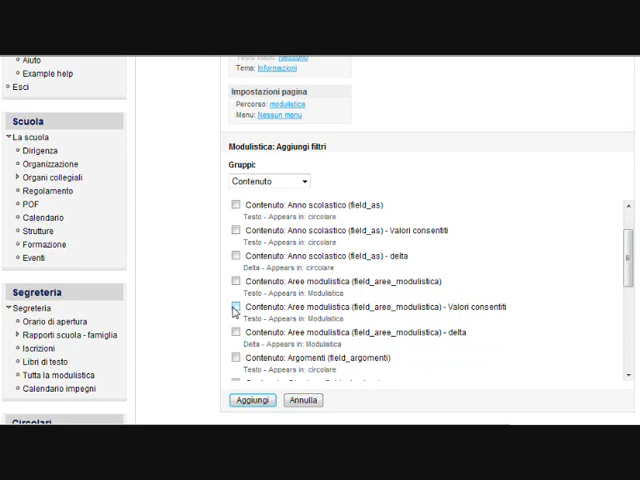 Aiuto
Example help
Esci
Scuola
La scuola
Dirigenza
Organizzazione
Organi collegiali
Regolamento
POF
Calendario
Strutture
Formazione
Eventi
Segreteria
Segreteria
Orario di apertura
Rapporti scuola - famiglia
Iscrizioni
Libri di testo
Tutta la modulistica
Calendario impegni
Circolari
Testo vuoto: Nessuno
Tema: Informazioni
Impostazioni pagina
Percorso: modulistica
Menu: Nessun menu
Modulistica: Aggiungi filtri
Gruppi:
Contenuto
Contenuto: Anno scolastico (field_as)
Testo - Appears in: circolare
Contenuto: Anno scolastico (field_as) - Valori consentiti
Testo - Appears in: circolare
Contenuto: Anno scolastico (field_as) - delta
Delta - Appears in: circolare
Contenuto: Aree modulistica (field_aree_modulistica)
Testo - Appears in: Modulistica
Contenuto: Aree modulistica (field_aree_modulistica) - Valori consentiti
Testo - Appears in: Modulistica
Contenuto: Aree modulistica (field_aree_modulistica) - delta
Delta - Appears in: Modulistica
Contenuto: Argomenti (field_argomenti)
Testo - Appears in: circolare
Aggiungi
Annulla